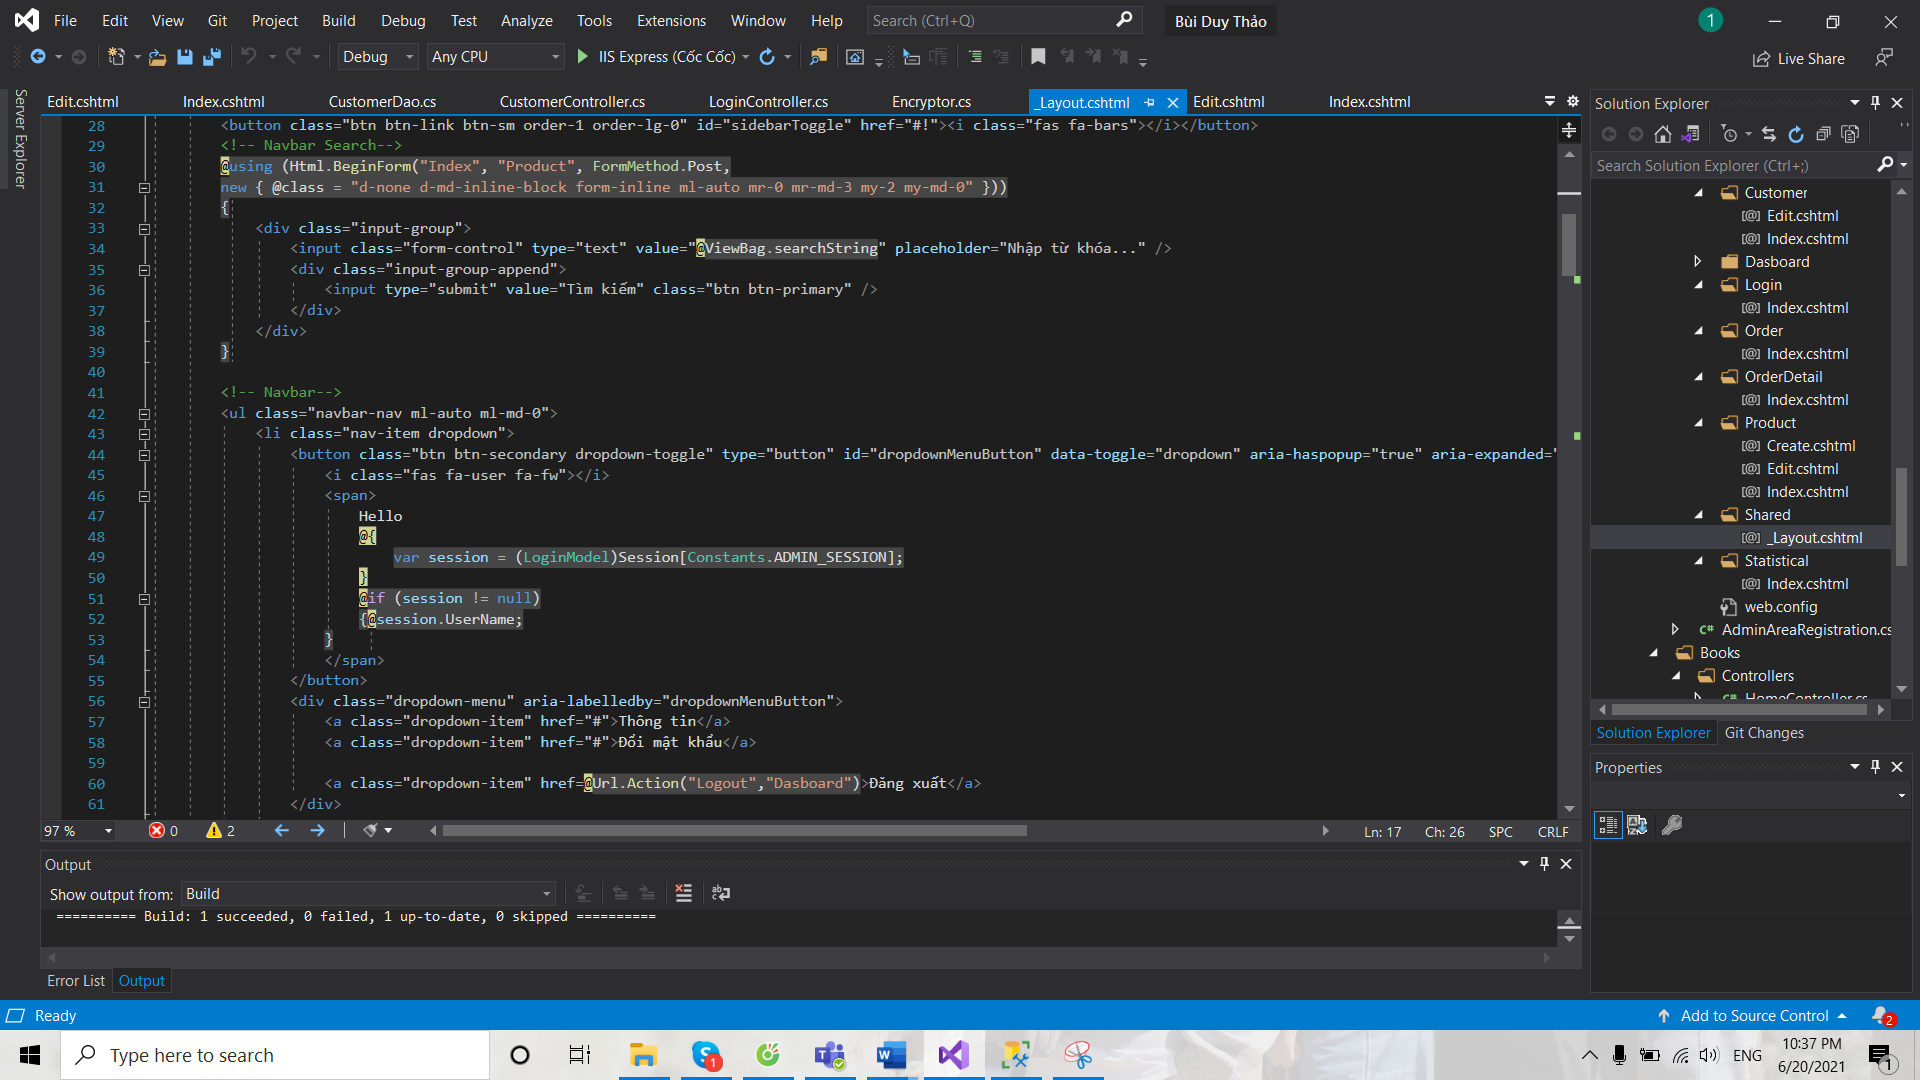 File Edit View Git Project Build Debug Test Analyze Tools Extensions Window Help Search (Ctrl+Q) Bùi Duy Thảo 1
Debug Any CPU IIS Express (Cốc Cốc) Live Share
Server Explorer
Edit.cshtml Index.cshtml CustomerDao.cs CustomerController.cs LoginController.cs Encryptor.cs _Layout.cshtml Edit.cshtml Index.cshtml
28 <button class="btn btn-link btn-sm order-1 order-lg-0" id="sidebarToggle" href="#!"><i class="fas fa-bars"></i></button>
29 <!-- Navbar Search-->
30 @using (Html.BeginForm("Index", "Product", FormMethod.Post,
31 new { @class = "d-none d-md-inline-block form-inline ml-auto mr-0 mr-md-3 my-2 my-md-0" }))
32 {
33 <div class="input-group">
34 <input class="form-control" type="text" value="@ViewBag.searchString" placeholder="Nhập từ khóa..." />
35 <div class="input-group-append">
36 <input type="submit" value="Tìm kiếm" class="btn btn-primary" />
37 </div>
38 </div>
39 }
40
41 <!-- Navbar-->
42 <ul class="navbar-nav ml-auto ml-md-0">
43 <li class="nav-item dropdown">
44 <button class="btn btn-secondary dropdown-toggle" type="button" id="dropdownMenuButton" data-toggle="dropdown" aria-haspopup="true" aria-expanded="
45 <i class="fas fa-user fa-fw"></i>
46 <span>
47 Hello
48 @{
49 var session = (LoginModel)Session[Constants.ADMIN_SESSION];
50 }
51 @if (session != null)
52 {@session.UserName;
53 }
54 </span>
55 </button>
56 <div class="dropdown-menu" aria-labelledby="dropdownMenuButton">
57 <a class="dropdown-item" href="#">Thông tin</a>
58 <a class="dropdown-item" href="#">Đổi mật khẩu</a>
59
60 <a class="dropdown-item" href=@Url.Action("Logout","Dasboard")>Đăng xuất</a>
61 </div>
97 % 0 2 Ln: 17 Ch: 26 SPC CRLF
Output
Show output from: Build
========== Build: 1 succeeded, 0 failed, 1 up-to-date, 0 skipped ==========
Error List Output
Solution Explorer
Search Solution Explorer (Ctrl+;)
Customer
Edit.cshtml
Index.cshtml
Dasboard
Login
Index.cshtml
Order
Index.cshtml
OrderDetail
Index.cshtml
Product
Create.cshtml
Edit.cshtml
Index.cshtml
Shared
_Layout.cshtml
Statistical
Index.cshtml
web.config
C# AdminAreaRegistration.cs
Books
Controllers
C# HomeController.cs
Solution Explorer Git Changes
Properties
Ready Add to Source Control 2
Type here to search 1 ENG 10:37 PM
6/20/2021 1